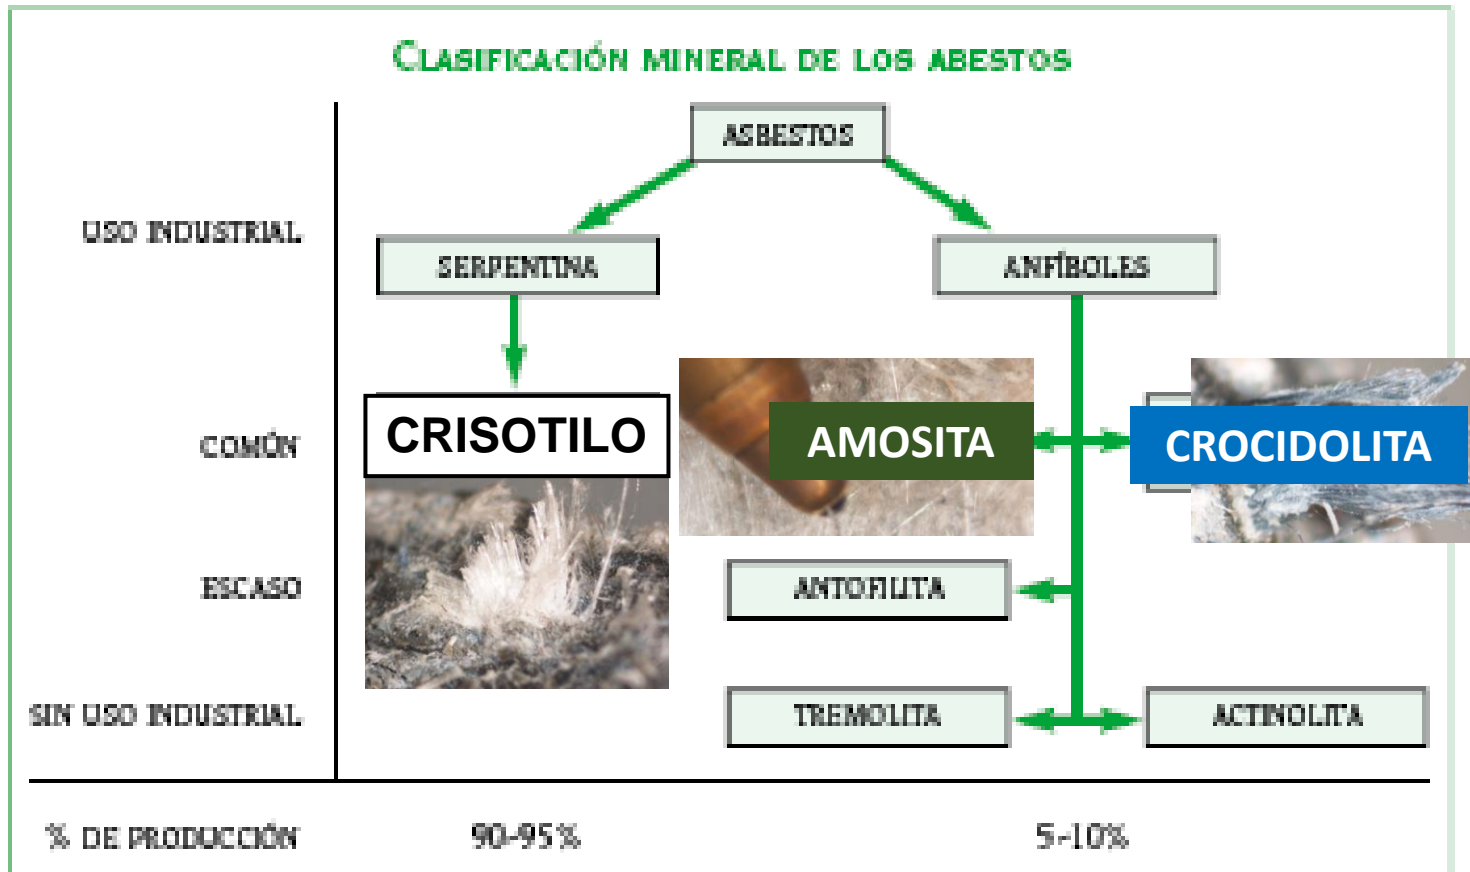 CLASIFICACIÓN MINERAL DE LOS ABESTOS
ASBESTOS
USO INDUSTRIAL
SERPENTINA
ANFÍBOLES
COMÚN
CRISOTILO
AMOSITA
CROCIDOLITA
ESCASO
ANTOFILITA
SIN USO INDUSTRIAL
TREMOLITA
ACTINOLITA
% DE PRODUCCIÓN
90-95%
5-10%